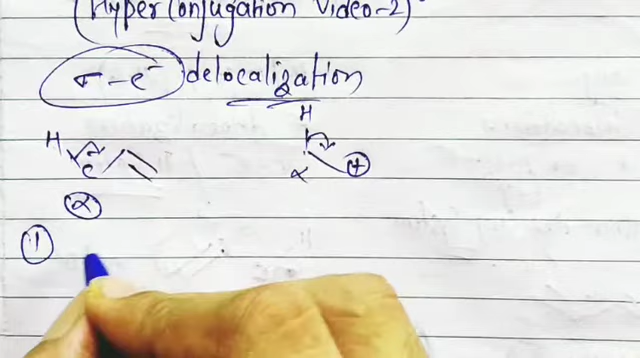 (Hyper Conjugation Video-2)
σ-e⁻ delocalization
H
H
C
α
+
α
1